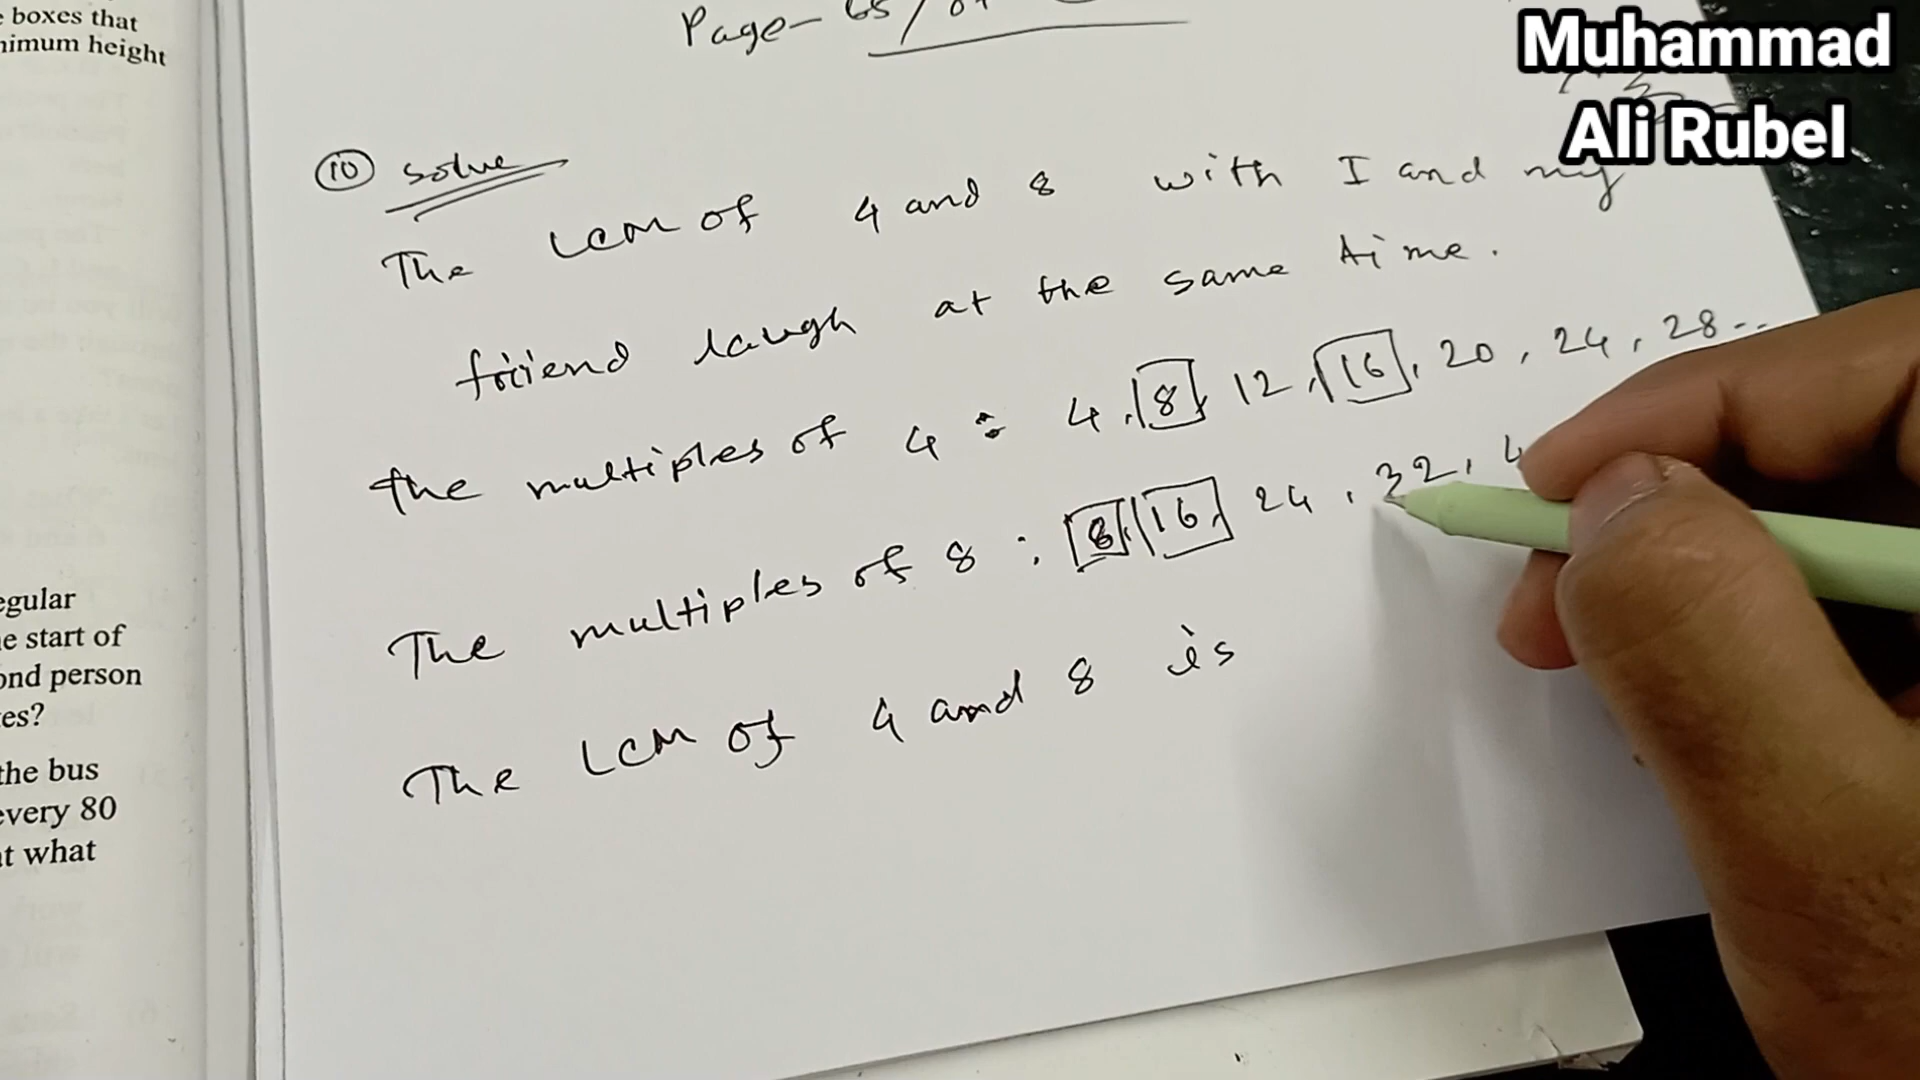 boxes that
nimum height
egular
e start of
ond person
es?
the bus
every 80
at what
Page-
Muhammad
Ali Rubel
10 solve
The LCM of 4 and 8 with I and my
friend laugh at the same time.
the multiples of 4 : 4, 8, 12, 16, 20, 24, 28--
The multiples of 8 : 8, 16, 24, 32, 4
The LCM of 4 and 8 is